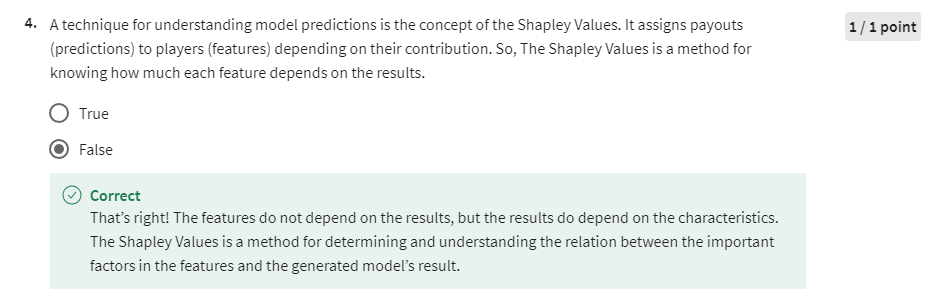 4. A technique for understanding model predictions is the concept of the Shapley Values. It assigns payouts
1 / 1 point
(predictions) to players (features) depending on their contribution. So, The Shapley Values is a method for
knowing how much each feature depends on the results.
True
False
Correct
That's right! The features do not depend on the results, but the results do depend on the characteristics.
The Shapley Values is a method for determining and understanding the relation between the important
factors in the features and the generated model's result.